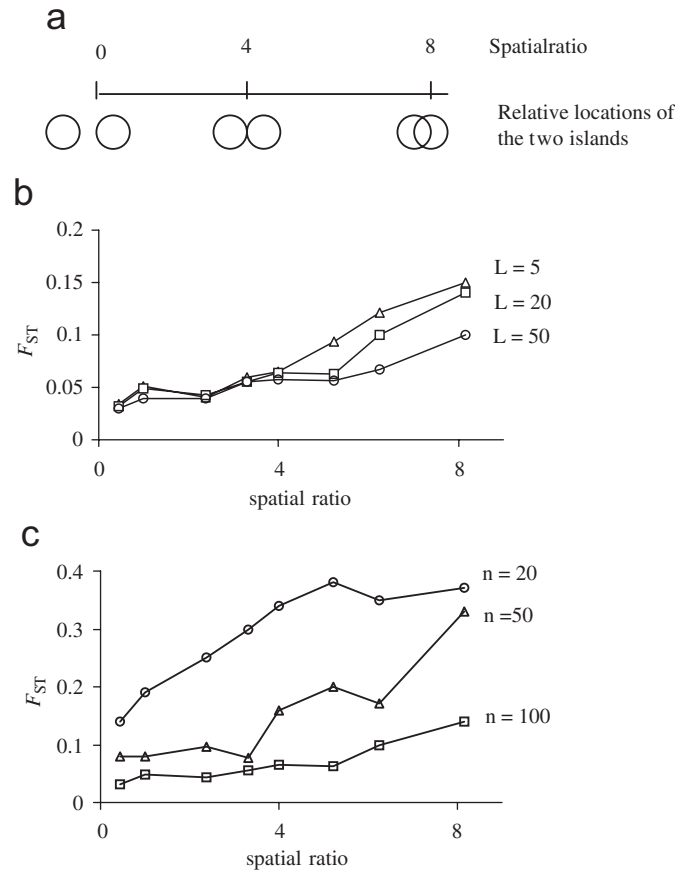 a
0 4 8 Spatialratio
Relative locations of
the two islands
b
0.2
0.15
0.1
0.05
0
F_ST
L = 5
L = 20
L = 50
0 4 8
spatial ratio
c
0.4
0.3
0.2
0.1
0
F_ST
n = 20
n =50
n = 100
0 4 8
spatial ratio